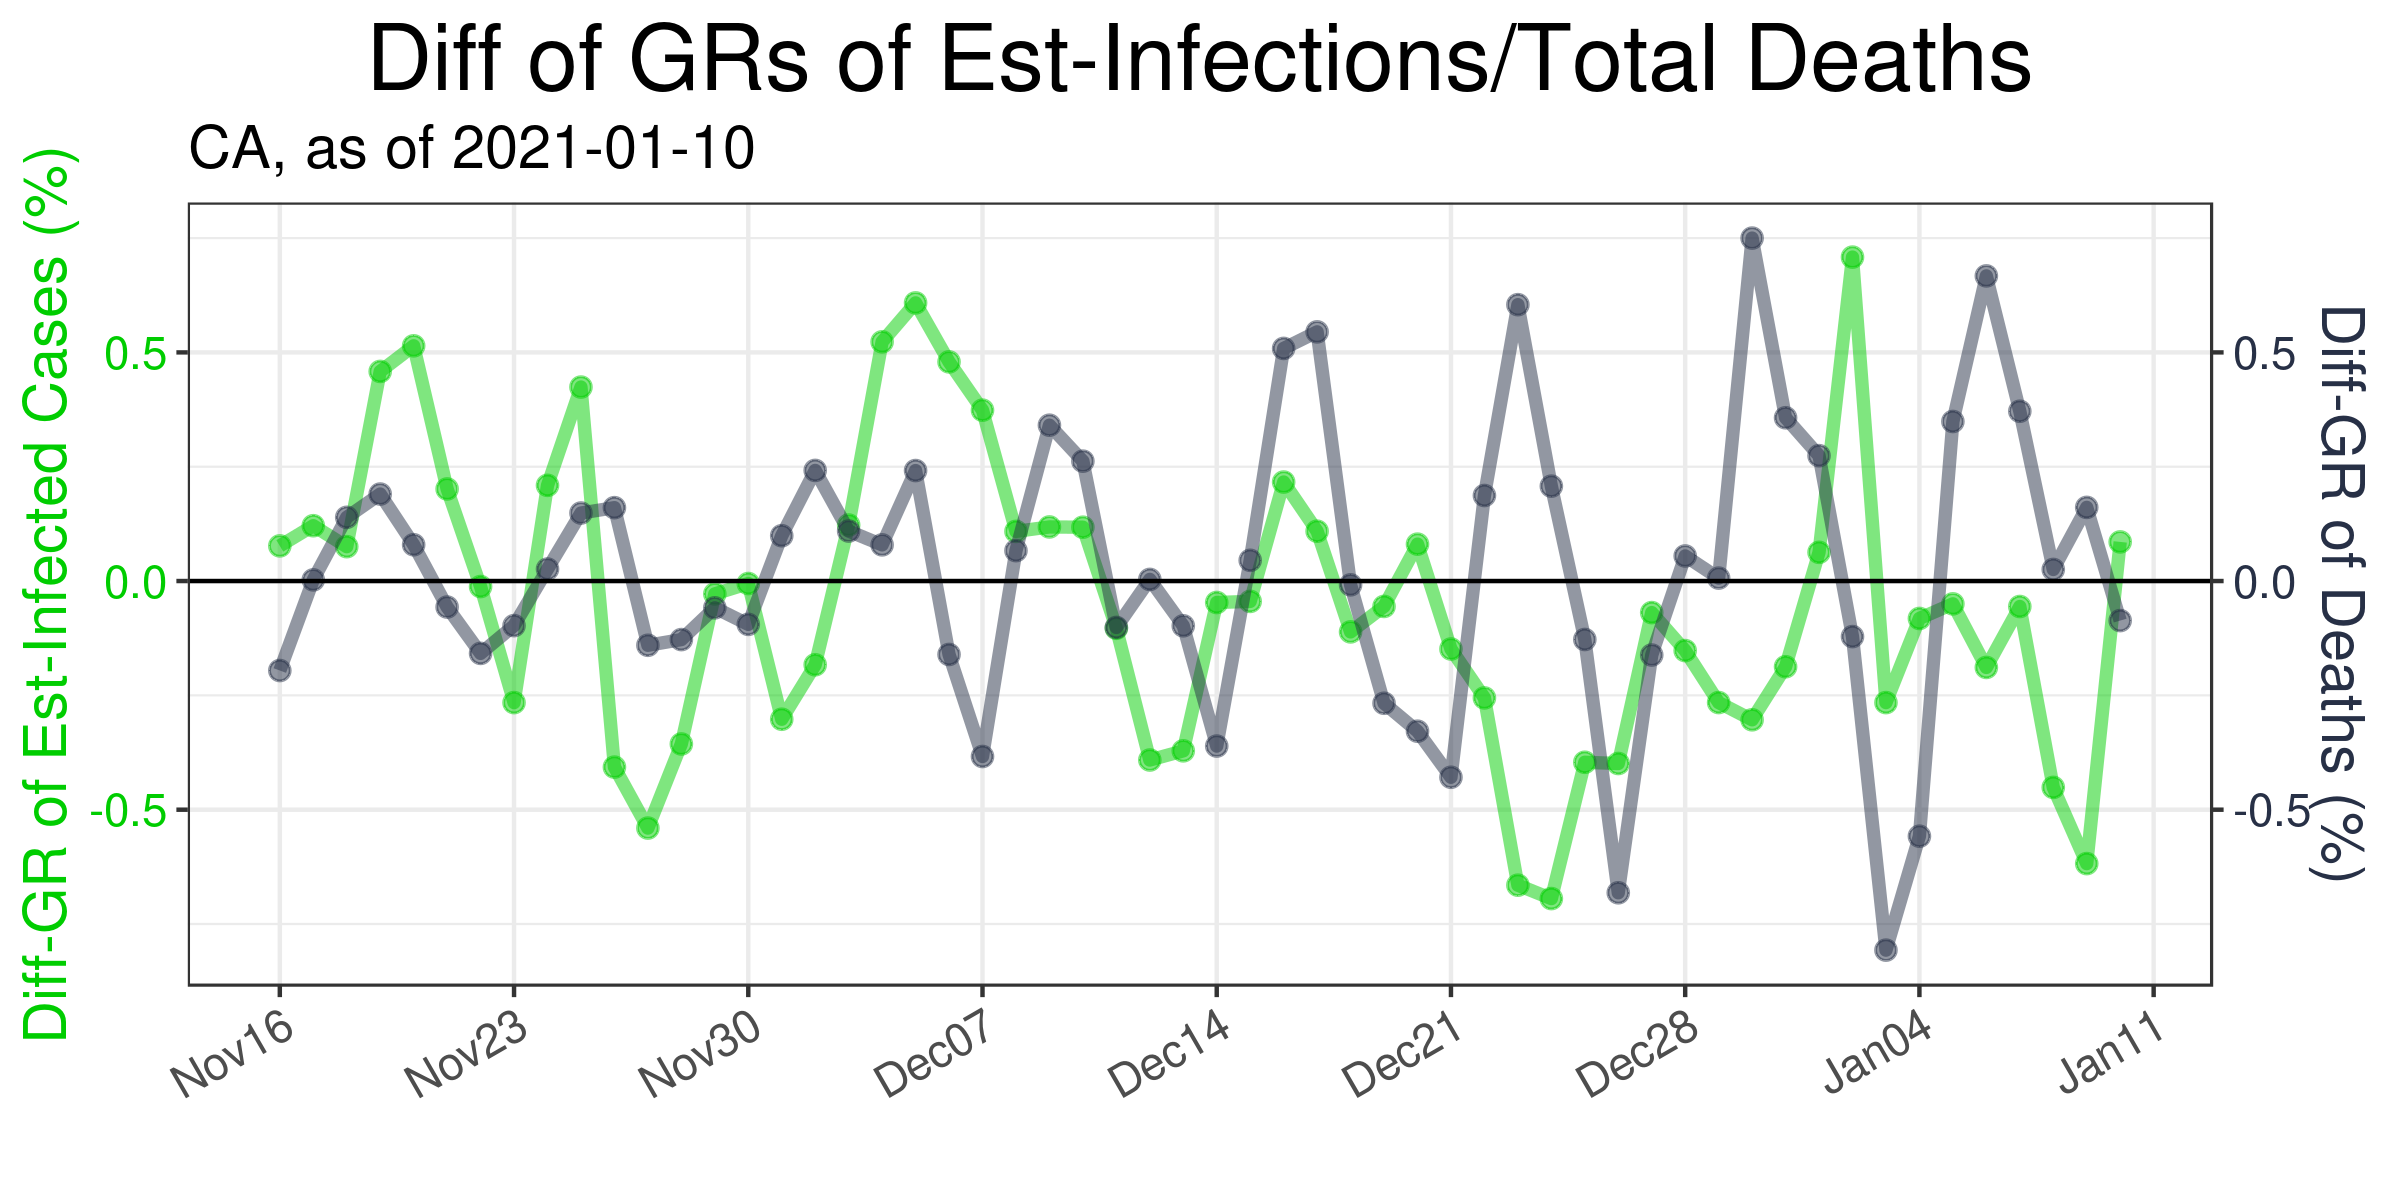 Diff of GRs of Est-Infections/Total Deaths
CA, as of 2021-01-10
Diff-GR of Est-Infected Cases (%)
0.5
0.0
-0.5
0.5
0.0
-0.5
Diff-GR of Deaths (%)
Nov16
Nov23
Nov30
Dec07
Dec14
Dec21
Dec28
Jan04
Jan11